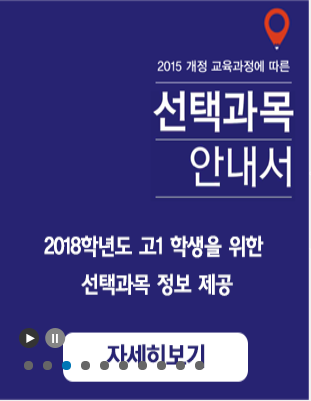 2015 개정 교육과정에 따른
선택과목
안내서
2018학년도 고1 학생을 위한
선택과목 정보 제공
자세히보기